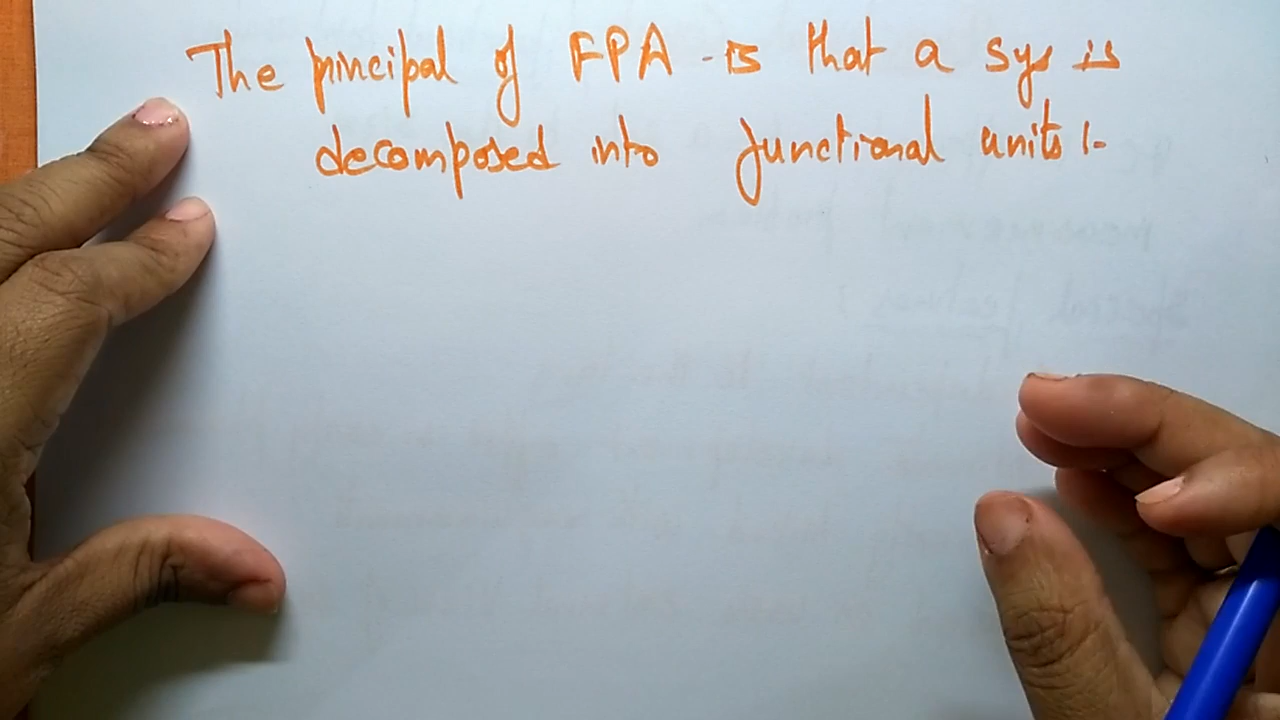 The principal of FPA - is that a sys is
decomposed into functional units :-